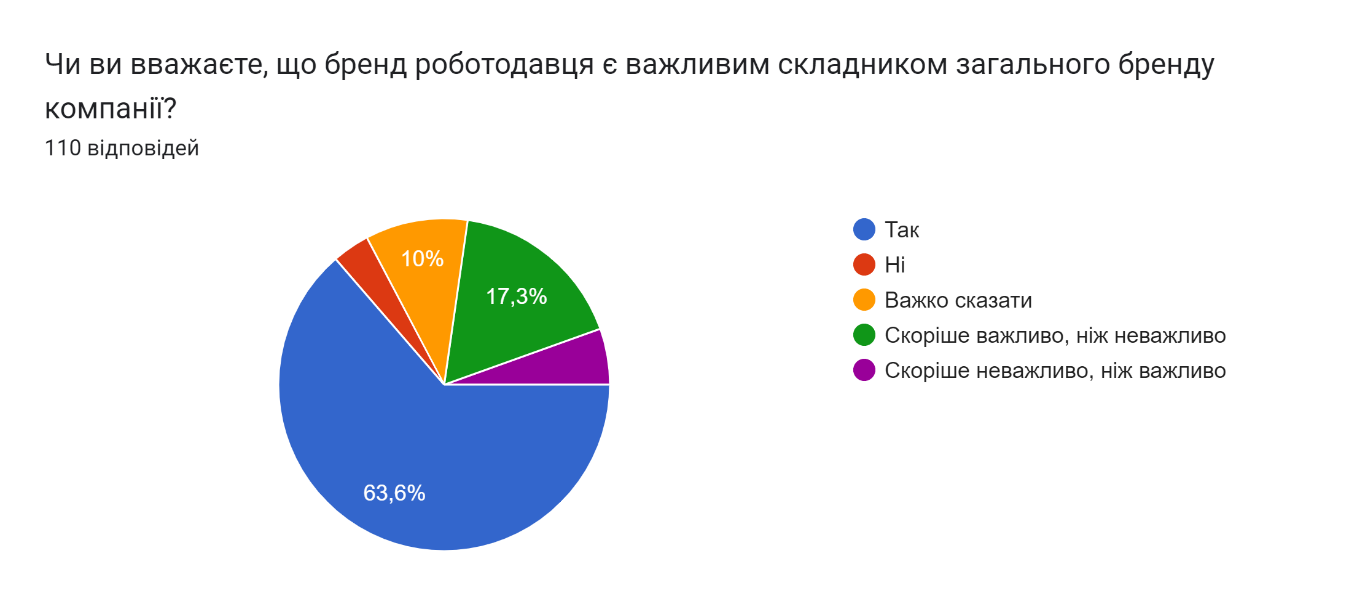 Чи ви вважаєте, що бренд роботодавця є важливим складником загального бренду
компанії?
110 відповідей
10%
17,3%
63,6%
Так
Ні
Важко сказати
Скоріше важливо, ніж неважливо
Скоріше неважливо, ніж важливо